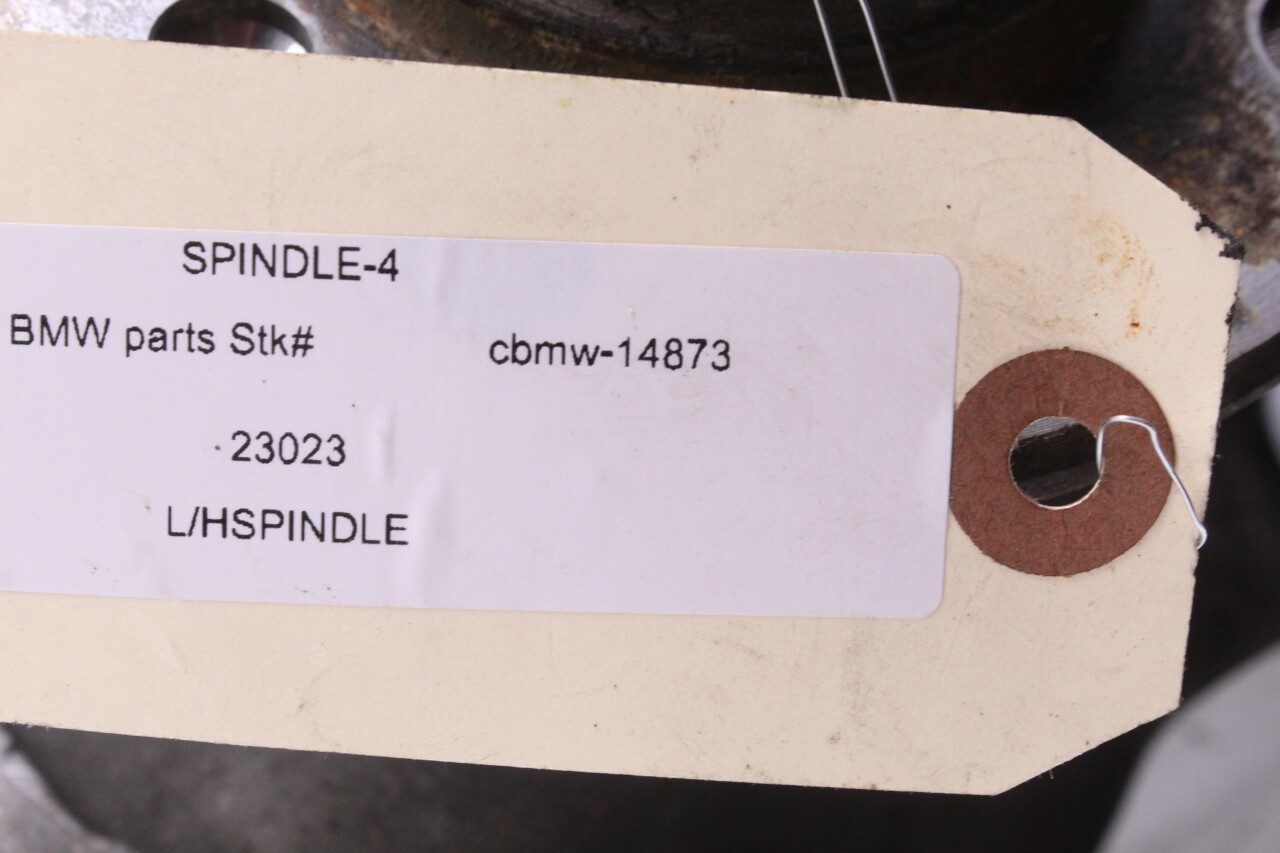 SPINDLE-4
BMW parts Stk# cbmw-14873
23023
L/HSPINDLE